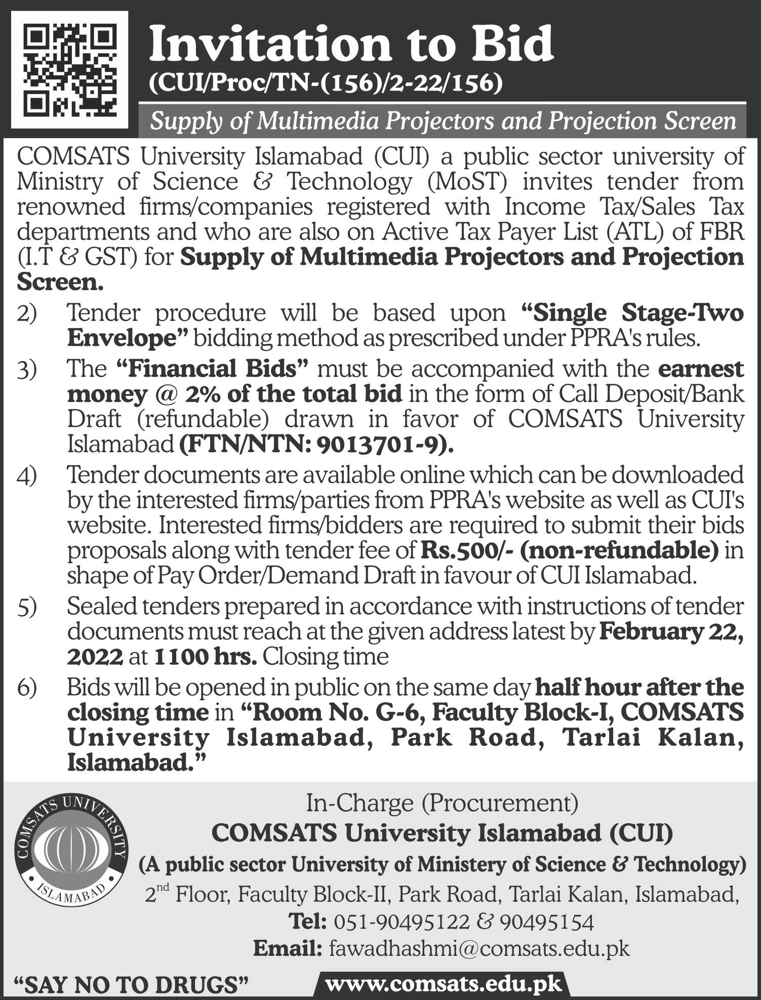 Invitation to Bid
(CUI/Proc/TN-(156)/2-22/156)
Supply of Multimedia Projectors and Projection Screen
COMSATS University Islamabad (CUI) a public sector university of
Ministry of Science & Technology (MoST) invites tender from
renowned firms/companies registered with Income Tax/Sales Tax
departments and who are also on Active Tax Payer List (ATL) of FBR
(I.T & GST) for Supply of Multimedia Projectors and Projection
Screen.
2) Tender procedure will be based upon “Single Stage-Two
Envelope” bidding method as prescribed under PPRA's rules.
3) The “Financial Bids” must be accompanied with the earnest
money @ 2% of the total bid in the form of Call Deposit/Bank
Draft (refundable) drawn in favor of COMSATS University
Islamabad (FTN/NTN: 9013701-9).
4) Tender documents are available online which can be downloaded
by the interested firms/parties from PPRA's website as well as CUI's
website. Interested firms/bidders are required to submit their bids
proposals along with tender fee of Rs.500/- (non-refundable) in
shape of Pay Order/Demand Draft in favour of CUI Islamabad.
5) Sealed tenders prepared in accordance with instructions of tender
documents must reach at the given address latest by February 22,
2022 at 1100 hrs. Closing time
6) Bids will be opened in public on the same day half hour after the
closing time in “Room No. G-6, Faculty Block-I, COMSATS
University Islamabad, Park Road, Tarlai Kalan,
Islamabad.”
COMSATS UNIVERSITY
ISLAMABAD
In-Charge (Procurement)
COMSATS University Islamabad (CUI)
(A public sector University of Ministery of Science & Technology)
2nd Floor, Faculty Block-II, Park Road, Tarlai Kalan, Islamabad,
Tel: 051-90495122 & 90495154
Email: fawadhashmi@comsats.edu.pk
“SAY NO TO DRUGS”
www.comsats.edu.pk